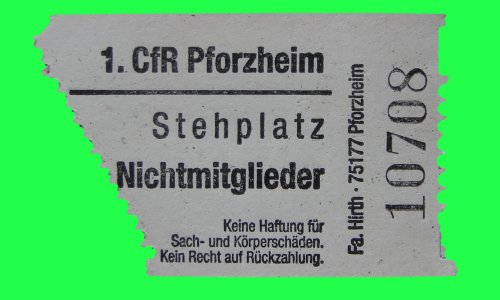 1. CfR Pforzheim
Stehplatz
Nichtmitglieder
Keine Haftung für
Sach- und Körperschäden.
Kein Recht auf Rückzahlung.
Fa. Hirth · 75177 Pforzheim
10708